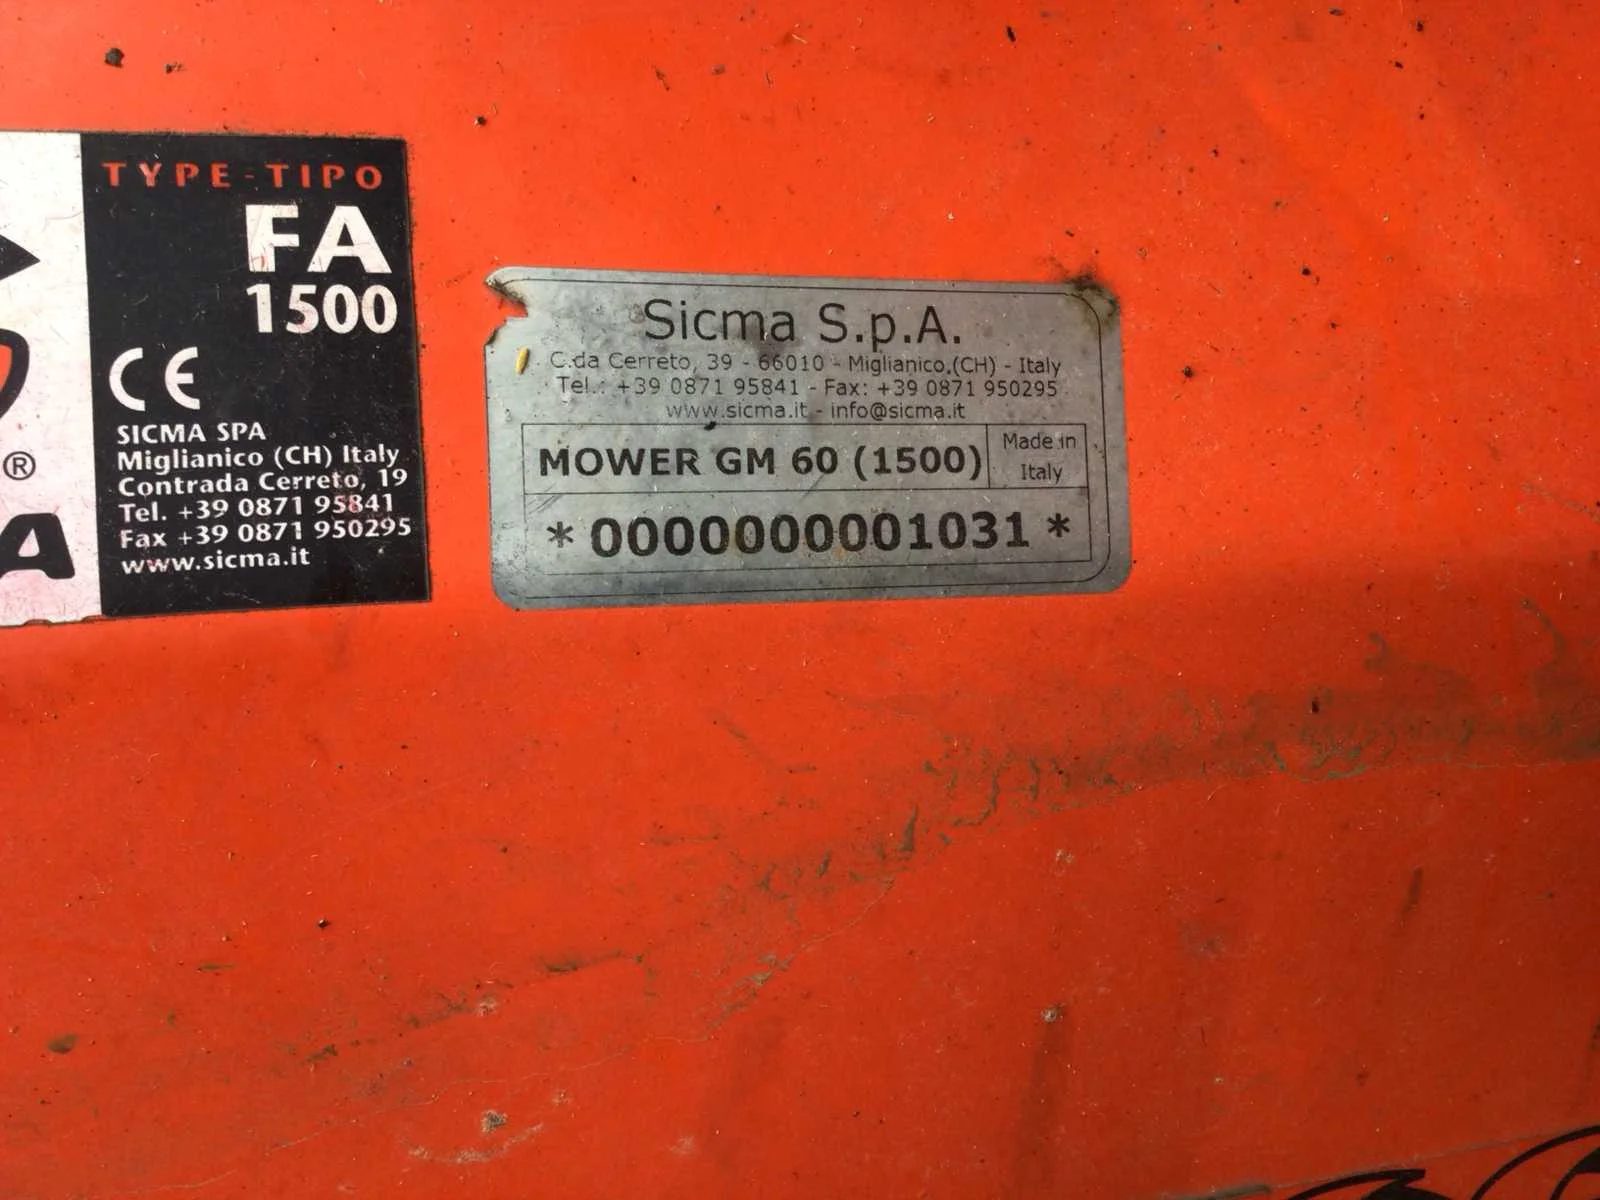 TYPE-TIPO
FA
1500
CE
SICMA SPA
Miglianico (CH) Italy
Contrada Cerreto, 19
Tel. +39 0871 95841
Fax +39 0871 950295
www.sicma.it
®
A
Sicma S.p.A.
C.da Cerreto, 39 - 66010 - Miglianico.(CH) - Italy
Tel.: +39 0871 95841 - Fax: +39 0871 950295
www.sicma.it - info@sicma.it
MOWER GM 60 (1500)
Made in
Italy
*0000000001031*